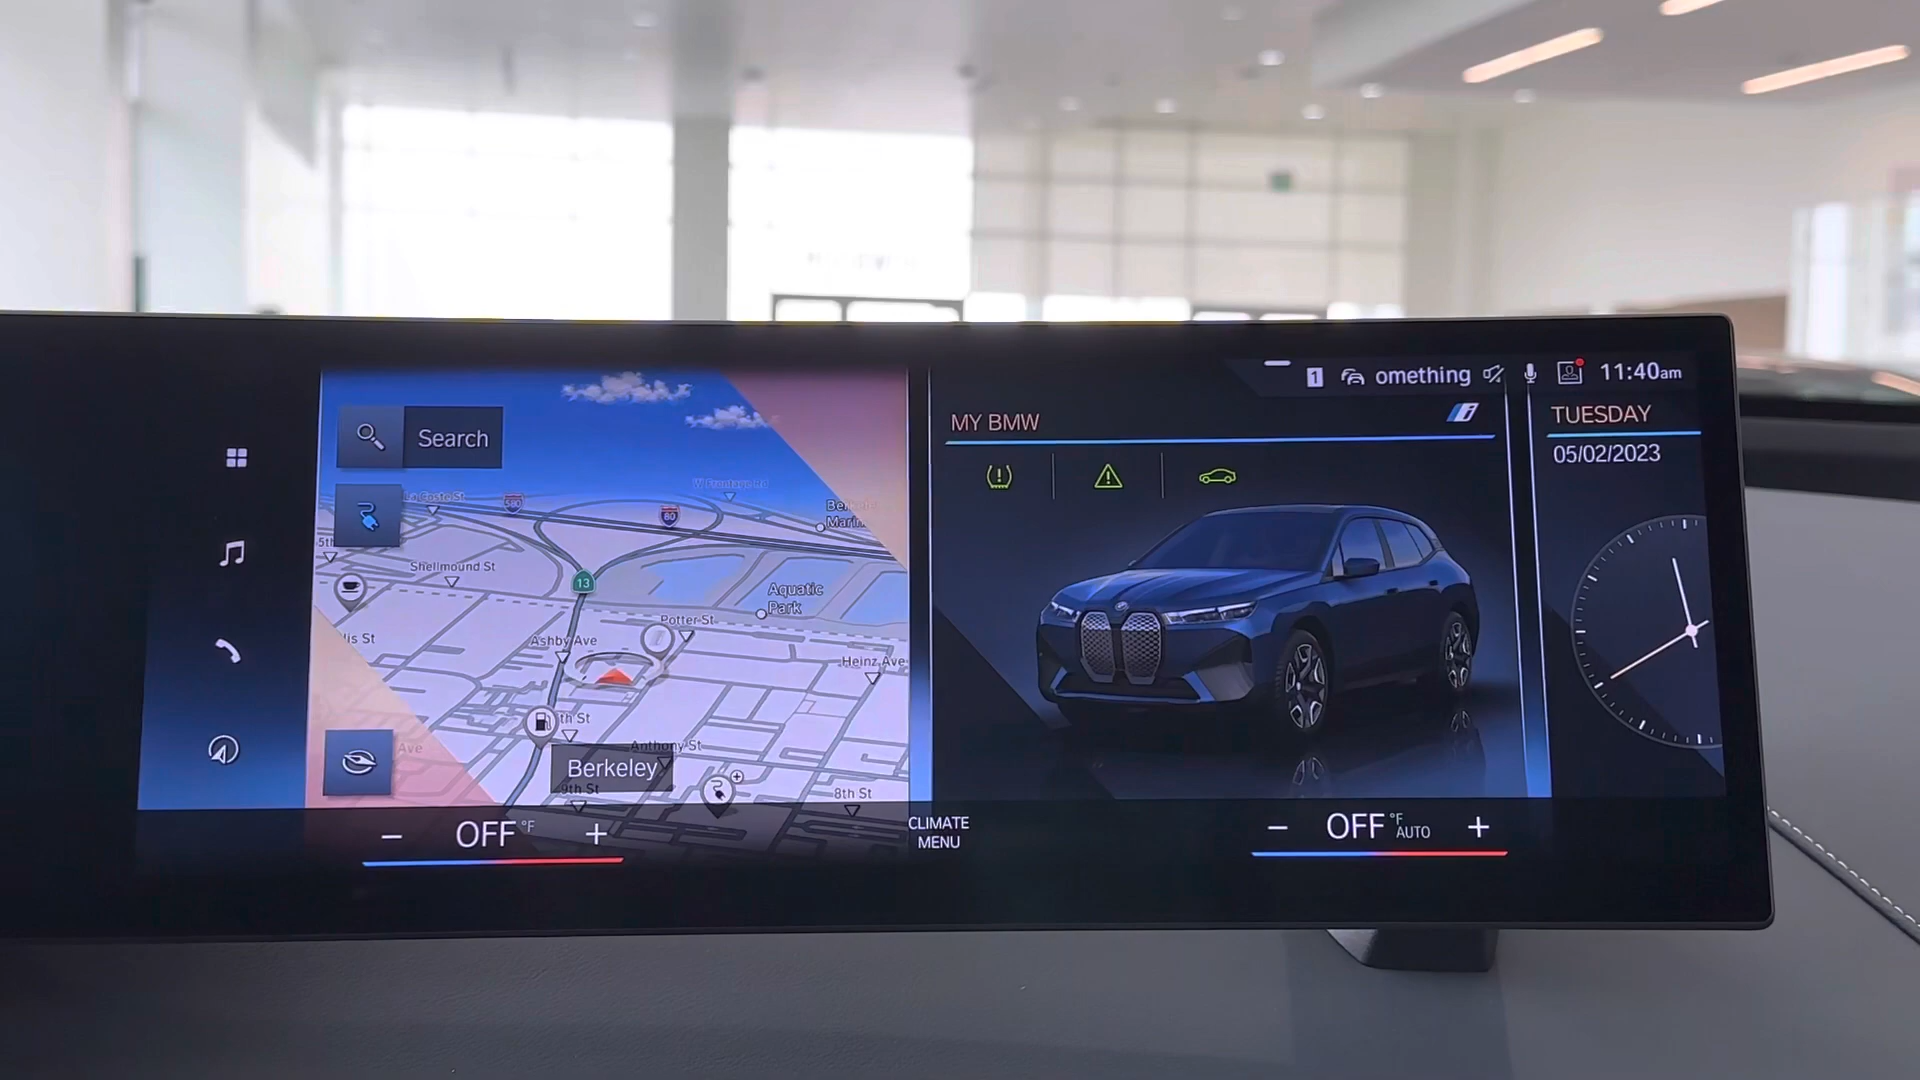 1 omething 11:40am
Search
MY BMW
TUESDAY
05/02/2023
La Coste St
580
80
W Frontage Rd
Marin
5th
Shellmound St
13
Aquatic
Park
Potter St
Ashby Ave
lis St
Heinz Ave
th St
Ave
Anthony St
Berkeley
9th St
8th St
- OFF °F +
CLIMATE
MENU
- OFF °F AUTO +